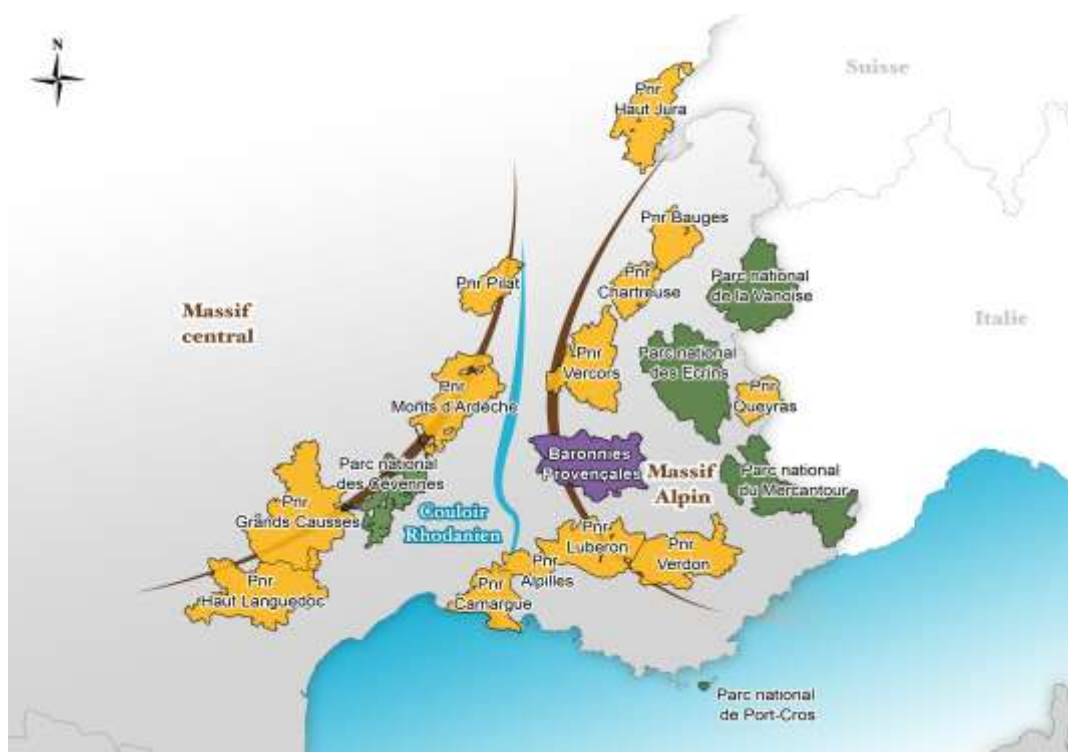 N
Suisse
Pnr
Haut Jura
Pnr Bauges
Pnr Pilat
Pnr
Chartreuse
Parc national
de la Vanoise
Massif
central
Italie
Pnr
Vercors
Parc national
des Ecrins
Pnr
Monts d'Ardèche
Pnr
Queyras
Baronnies
Provençales
Parc national
des Cévennes
Massif
Alpin
Parc national
du Mercantour
Pnr
Grands Causses
Couloir
Rhodanien
Pnr
Luberon
Pnr
Verdon
Pnr
Alpilles
Pnr
Haut Languedoc
Pnr
Camargue
Parc national
de Port-Cros